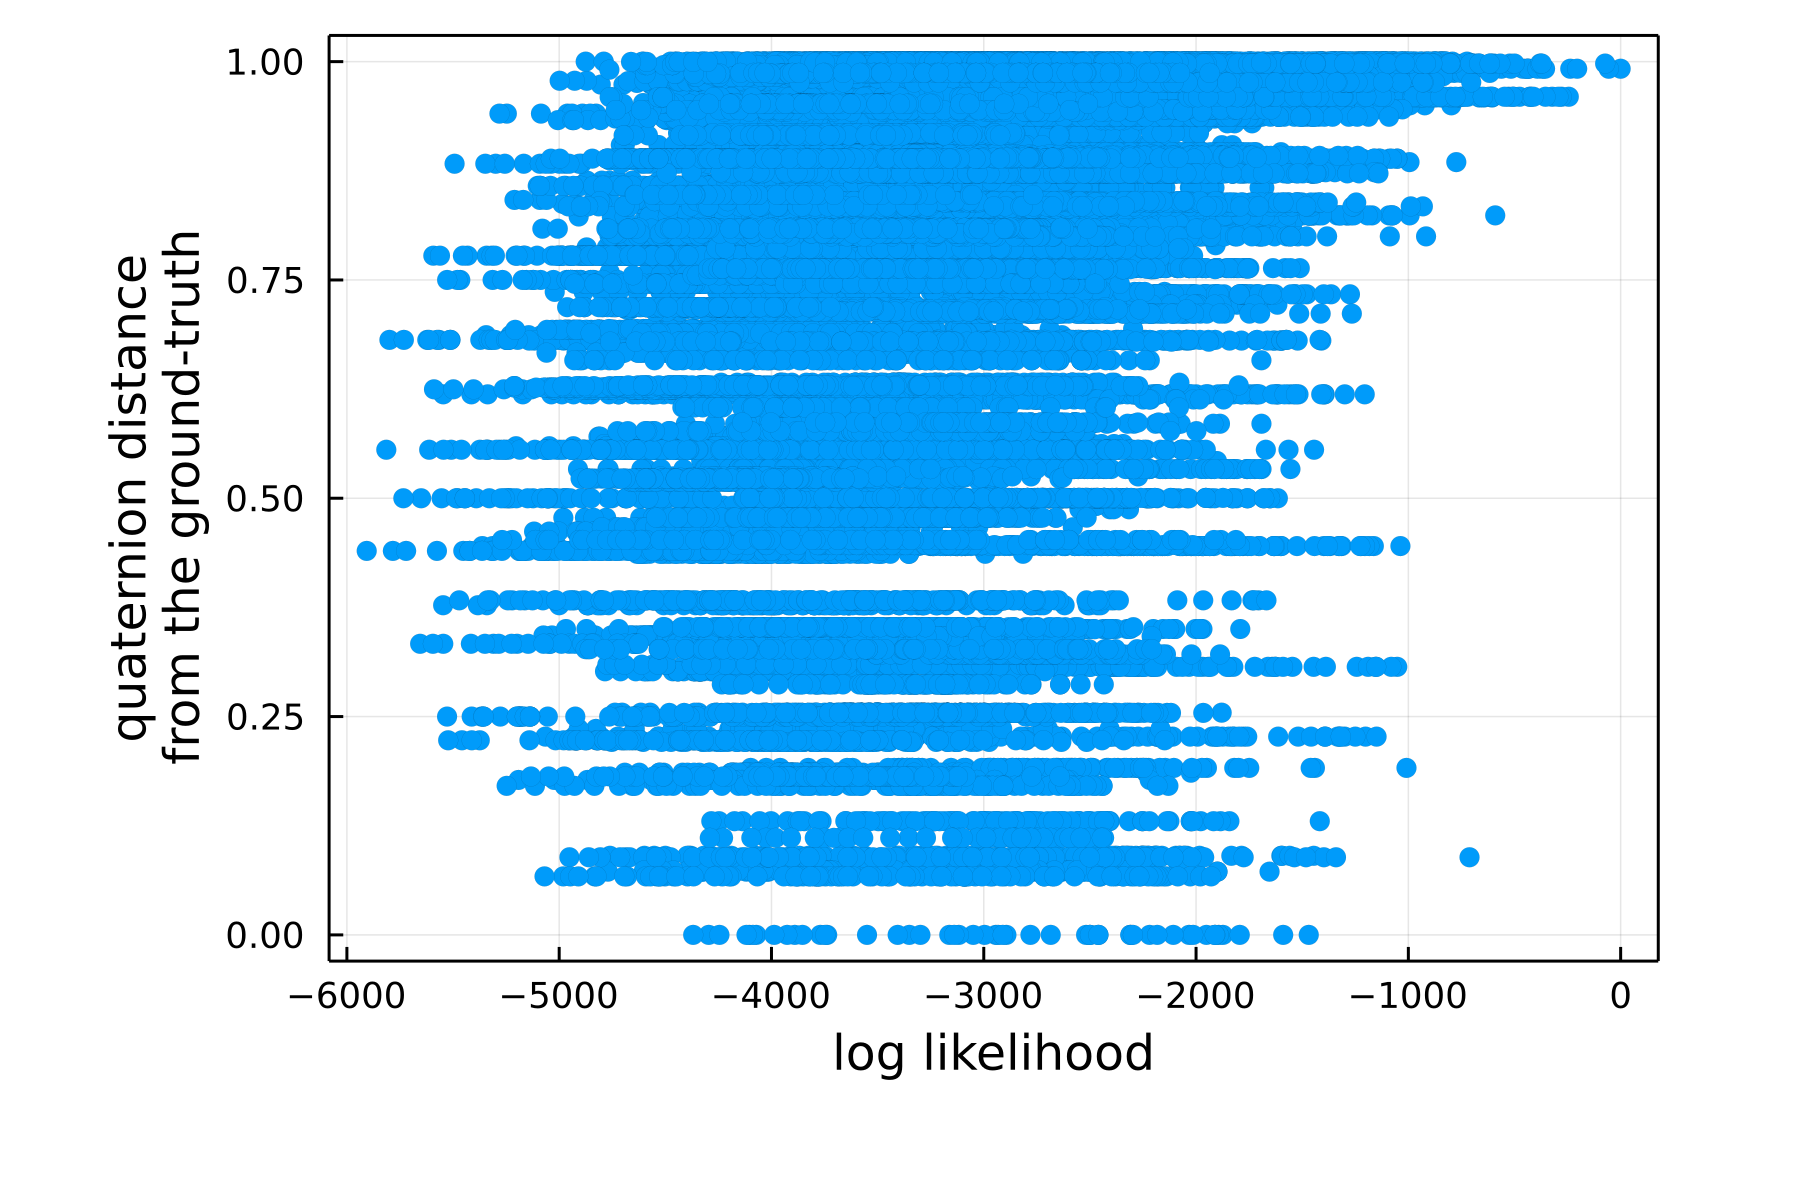 quaternion distance
from the ground-truth
1.00
0.75
0.50
0.25
0.00
−6000 −5000 −4000 −3000 −2000 −1000 0
log likelihood